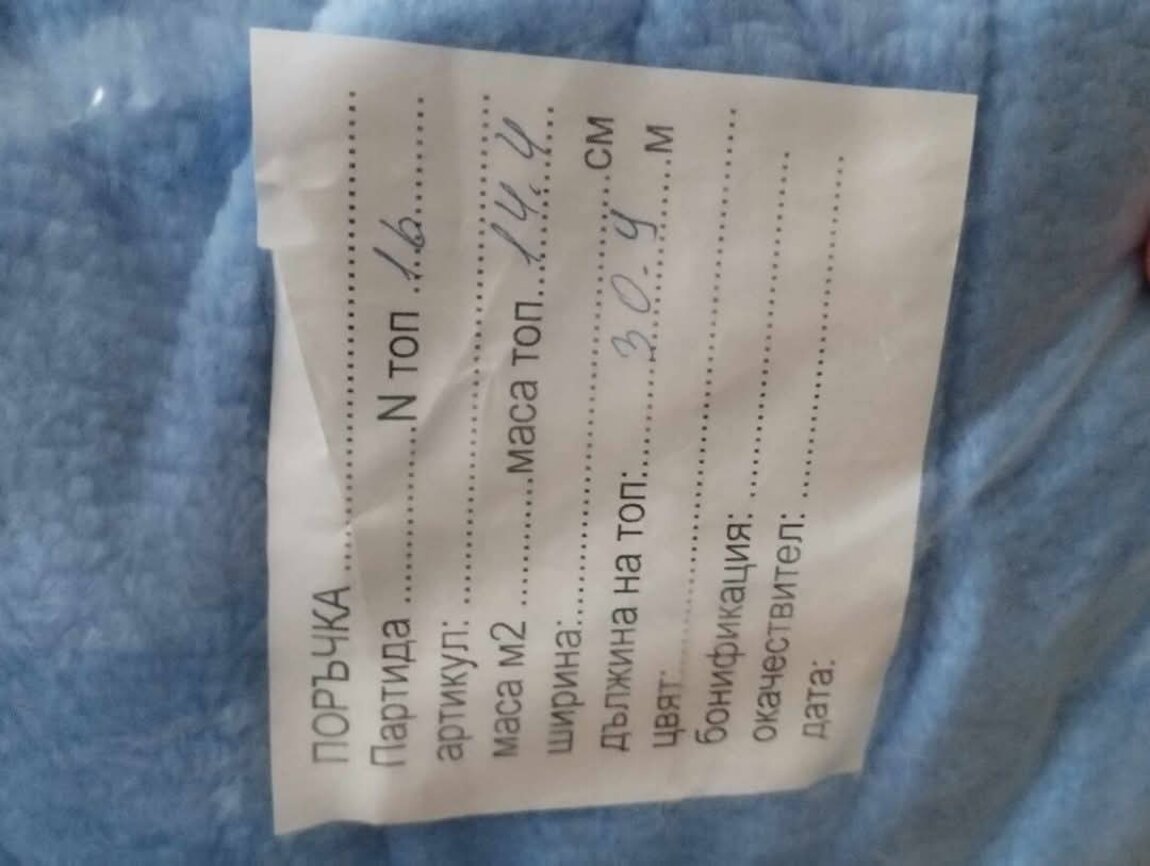 ПОРЪЧКА ........................
Партида ............N топ .16..........
артикул: ........................
маса м2 ..........маса топ...14.4...
ширина:........................см
дължина на топ:..........30.9......м
цвят:........................
бонификация: ........................
окачествител: ........................
дата: